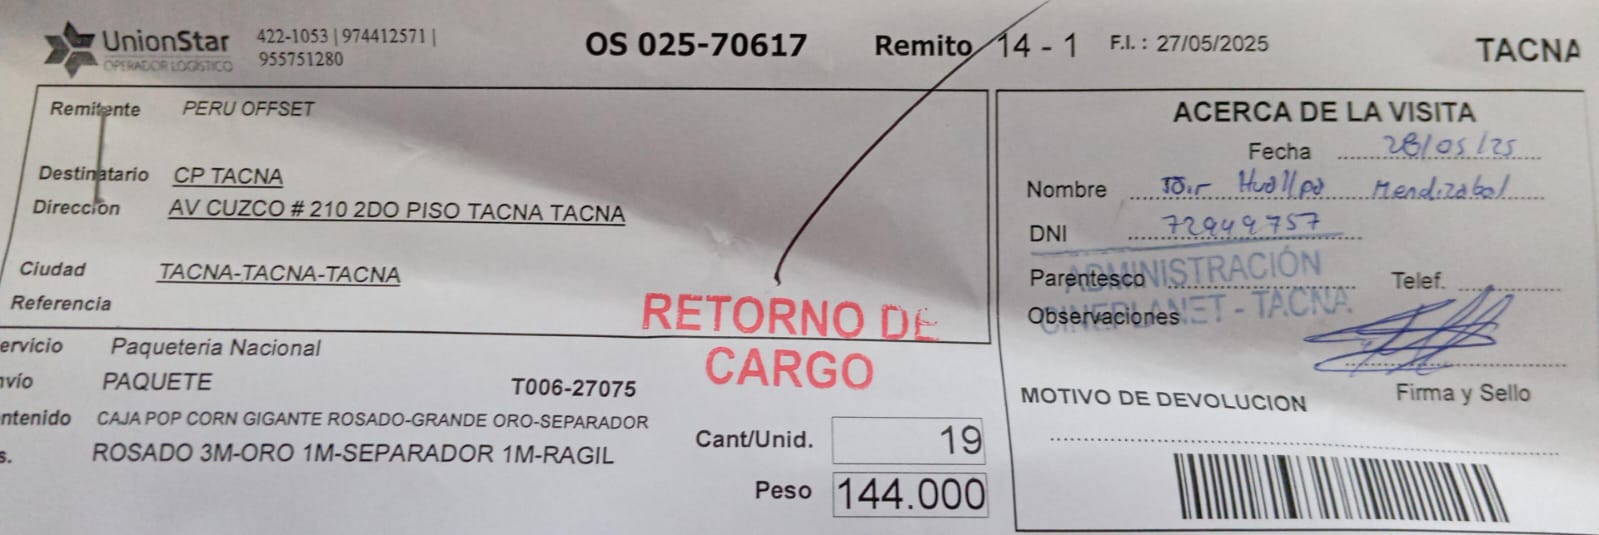 UnionStar
OPERADOR LOGÍSTICO
422-1053 | 974412571 |
955751280
OS 025-70617
Remito 14 - 1
F.I. : 27/05/2025
TACNA
Remitente PERU OFFSET
Destinatario CP TACNA
Dirección AV CUZCO # 210 2DO PISO TACNA TACNA
Ciudad TACNA-TACNA-TACNA
Referencia
RETORNO DE
CARGO
ervicio Paqueteria Nacional
nvío PAQUETE T006-27075
ntenido CAJA POP CORN GIGANTE ROSADO-GRANDE ORO-SEPARADOR
s. ROSADO 3M-ORO 1M-SEPARADOR 1M-RAGIL
Cant/Unid. 19
Peso 144.000
ACERCA DE LA VISITA
Fecha 28/05/25
Nombre Huallpa Mendizabal
DNI 72949757
ADMINISTRACIÓN
CINEPLANET - TACNA
Parentesco Telef.
Observaciones
Firma y Sello
MOTIVO DE DEVOLUCION